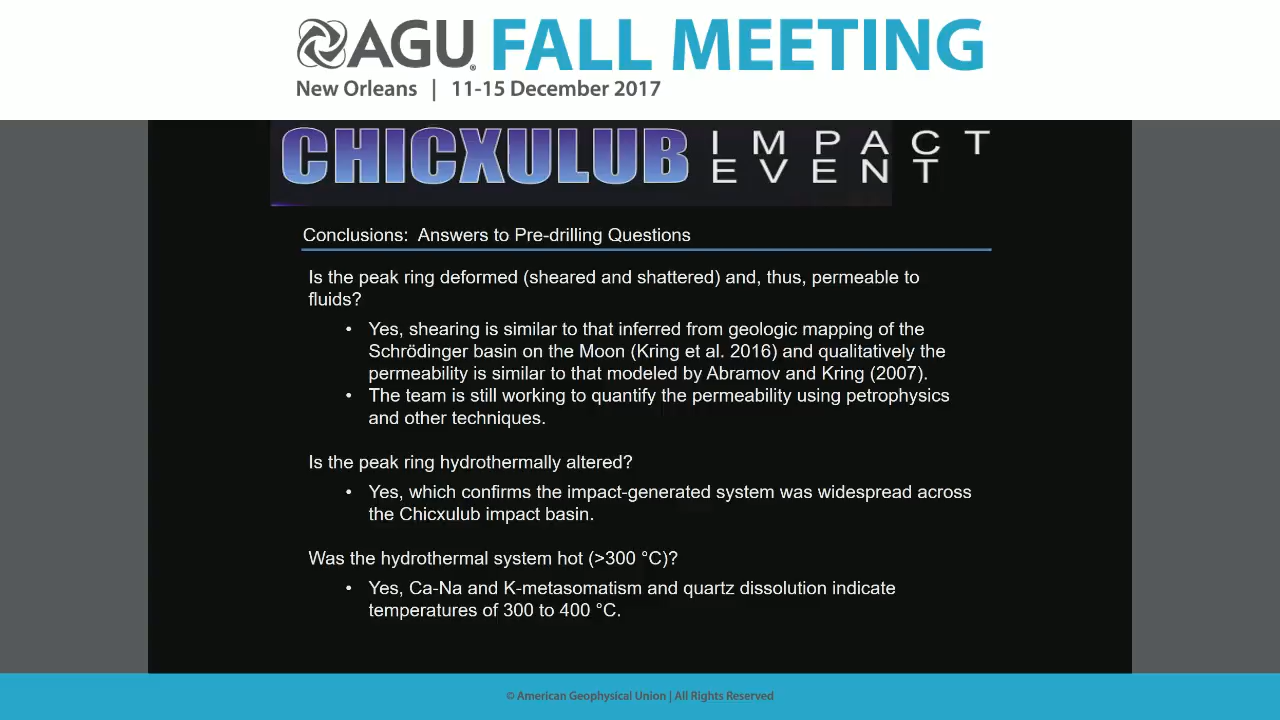 AGU FALL MEETING
New Orleans | 11-15 December 2017
CHICXULUB IMPACT EVENT
Conclusions: Answers to Pre-drilling Questions
Is the peak ring deformed (sheared and shattered) and, thus, permeable to
fluids?
• Yes, shearing is similar to that inferred from geologic mapping of the
Schrödinger basin on the Moon (Kring et al. 2016) and qualitatively the
permeability is similar to that modeled by Abramov and Kring (2007).
• The team is still working to quantify the permeability using petrophysics
and other techniques.
Is the peak ring hydrothermally altered?
• Yes, which confirms the impact-generated system was widespread across
the Chicxulub impact basin.
Was the hydrothermal system hot (>300 °C)?
• Yes, Ca-Na and K-metasomatism and quartz dissolution indicate
temperatures of 300 to 400 °C.
© American Geophysical Union | All Rights Reserved